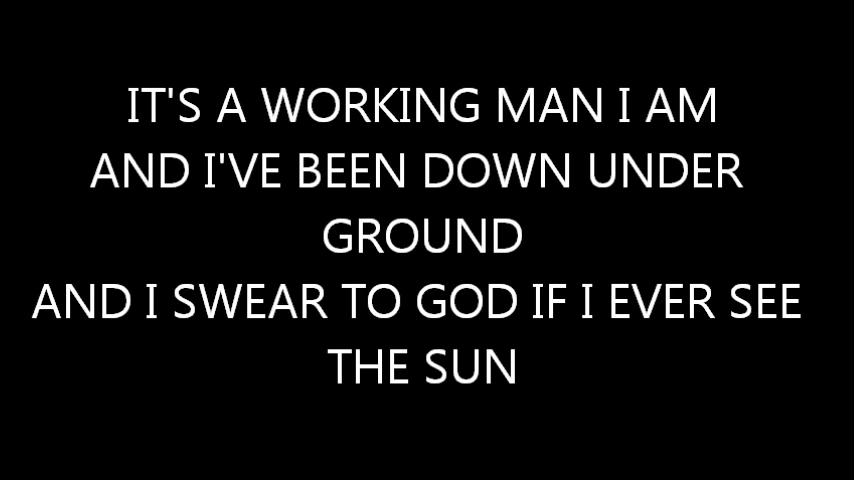 IT'S A WORKING MAN I AM
AND I'VE BEEN DOWN UNDER
GROUND
AND I SWEAR TO GOD IF I EVER SEE
THE SUN